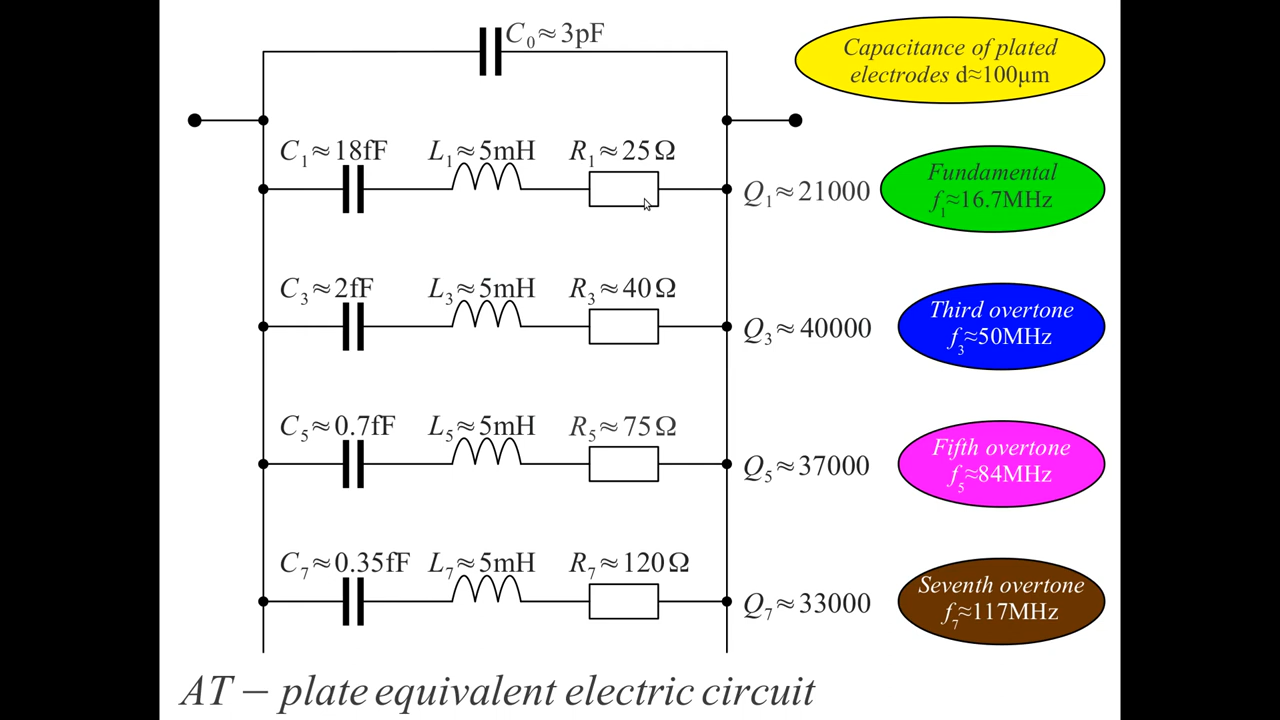 C₀≈3pF
Capacitance of plated
electrodes d≈100μm
C₁≈18fF L₁≈5mH R₁≈25Ω
Q₁≈21000
Fundamental
f₁≈16.7MHz
C₃≈2fF L₃≈5mH R₃≈40Ω
Q₃≈40000
Third overtone
f₃≈50MHz
C₅≈0.7fF L₅≈5mH R₅≈75Ω
Q₅≈37000
Fifth overtone
f₅≈84MHz
C₇≈0.35fF L₇≈5mH R₇≈120Ω
Q₇≈33000
Seventh overtone
f₇≈117MHz
AT – plate equivalent electric circuit